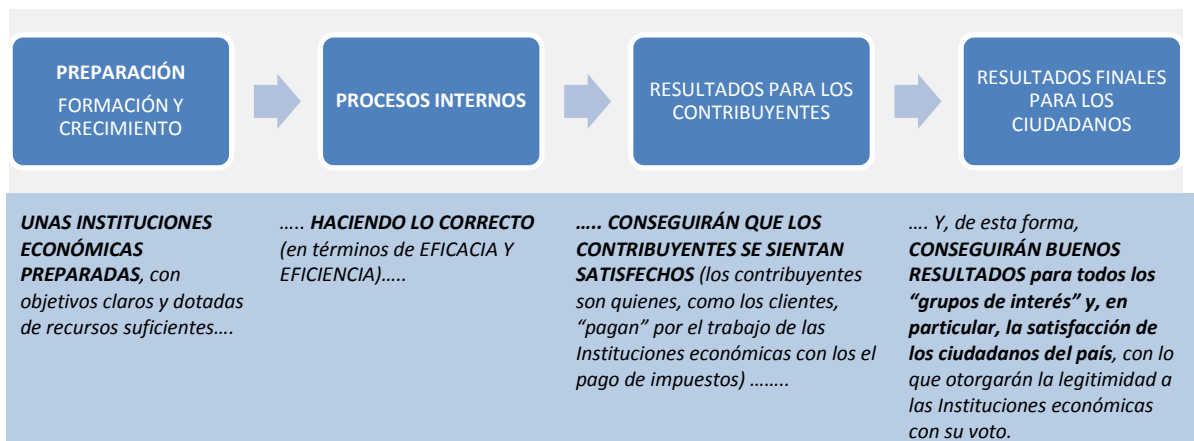 PREPARACIÓN
FORMACIÓN Y
CRECIMIENTO
PROCESOS INTERNOS
RESULTADOS PARA LOS
CONTRIBUYENTES
RESULTADOS FINALES
PARA LOS
CIUDADANOS
UNAS INSTITUCIONES
ECONÓMICAS
PREPARADAS, con
objetivos claros y dotadas
de recursos suficientes….
….. HACIENDO LO CORRECTO
(en términos de EFICACIA Y
EFICIENCIA)…..
….. CONSEGUIRÁN QUE LOS
CONTRIBUYENTES SE SIENTAN
SATISFECHOS (los contribuyentes
son quienes, como los clientes,
“pagan” por el trabajo de las
Instituciones económicas con los el
pago de impuestos) ……..
…. Y, de esta forma,
CONSEGUIRÁN BUENOS
RESULTADOS para todos los
“grupos de interés” y, en
particular, la satisfacción de
los ciudadanos del país, con lo
que otorgarán la legitimidad a
las Instituciones económicas
con su voto.